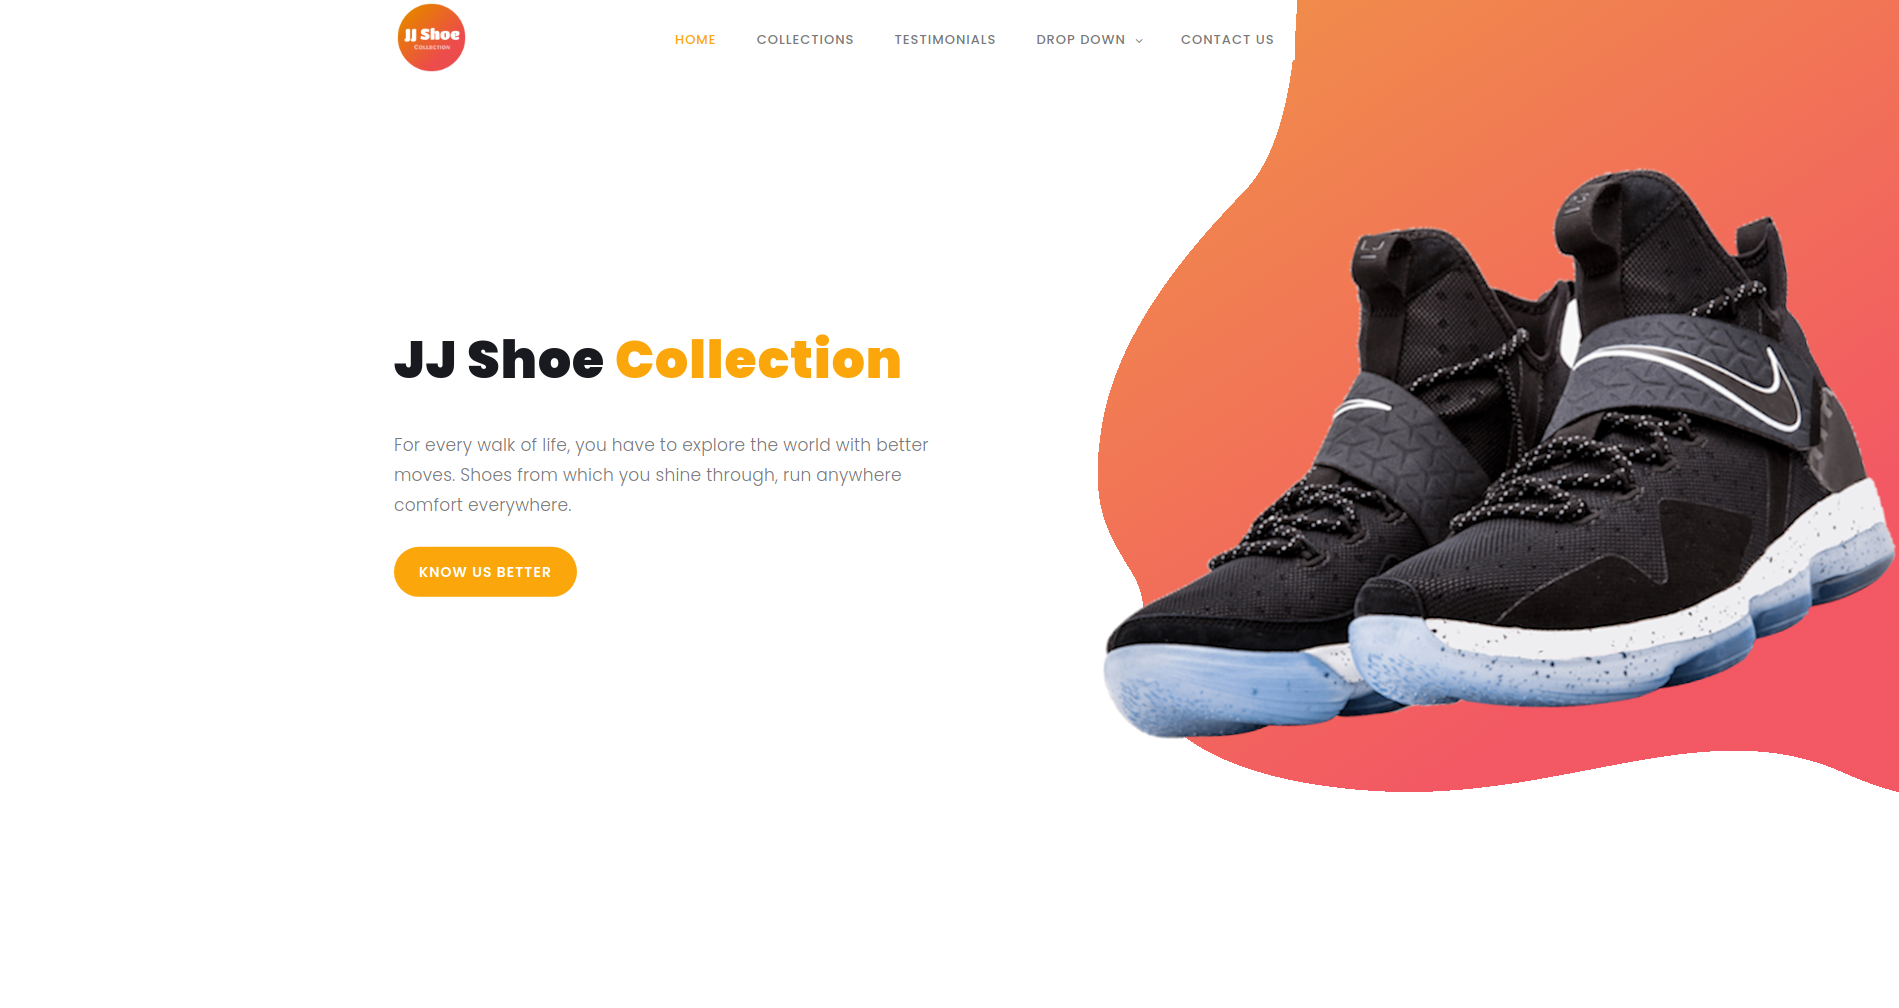 JJ Shoe
Collection
HOME COLLECTIONS TESTIMONIALS DROP DOWN CONTACT US
JJ Shoe Collection
For every walk of life, you have to explore the world with better
moves. Shoes from which you shine through, run anywhere
comfort everywhere.
KNOW US BETTER